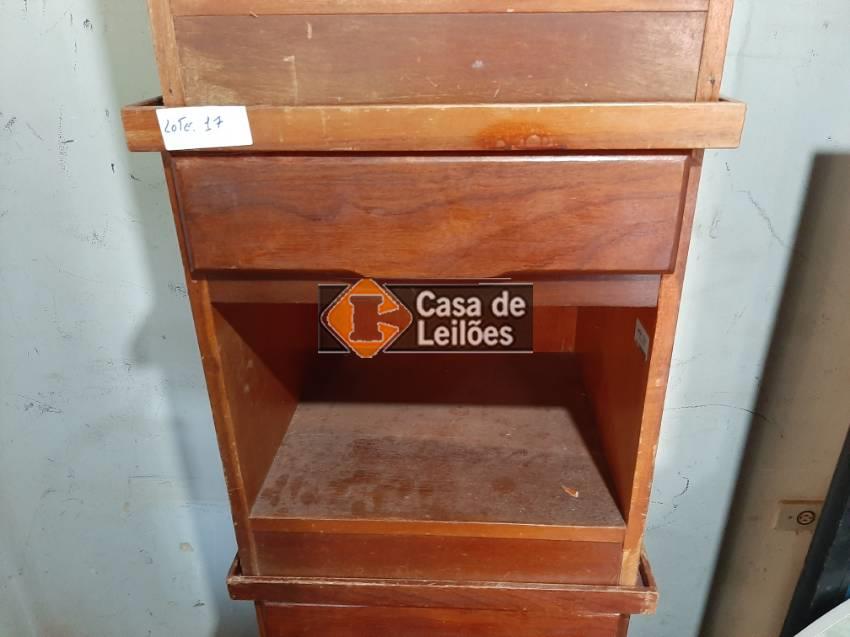 Lote. 17
Casa de
Leilões